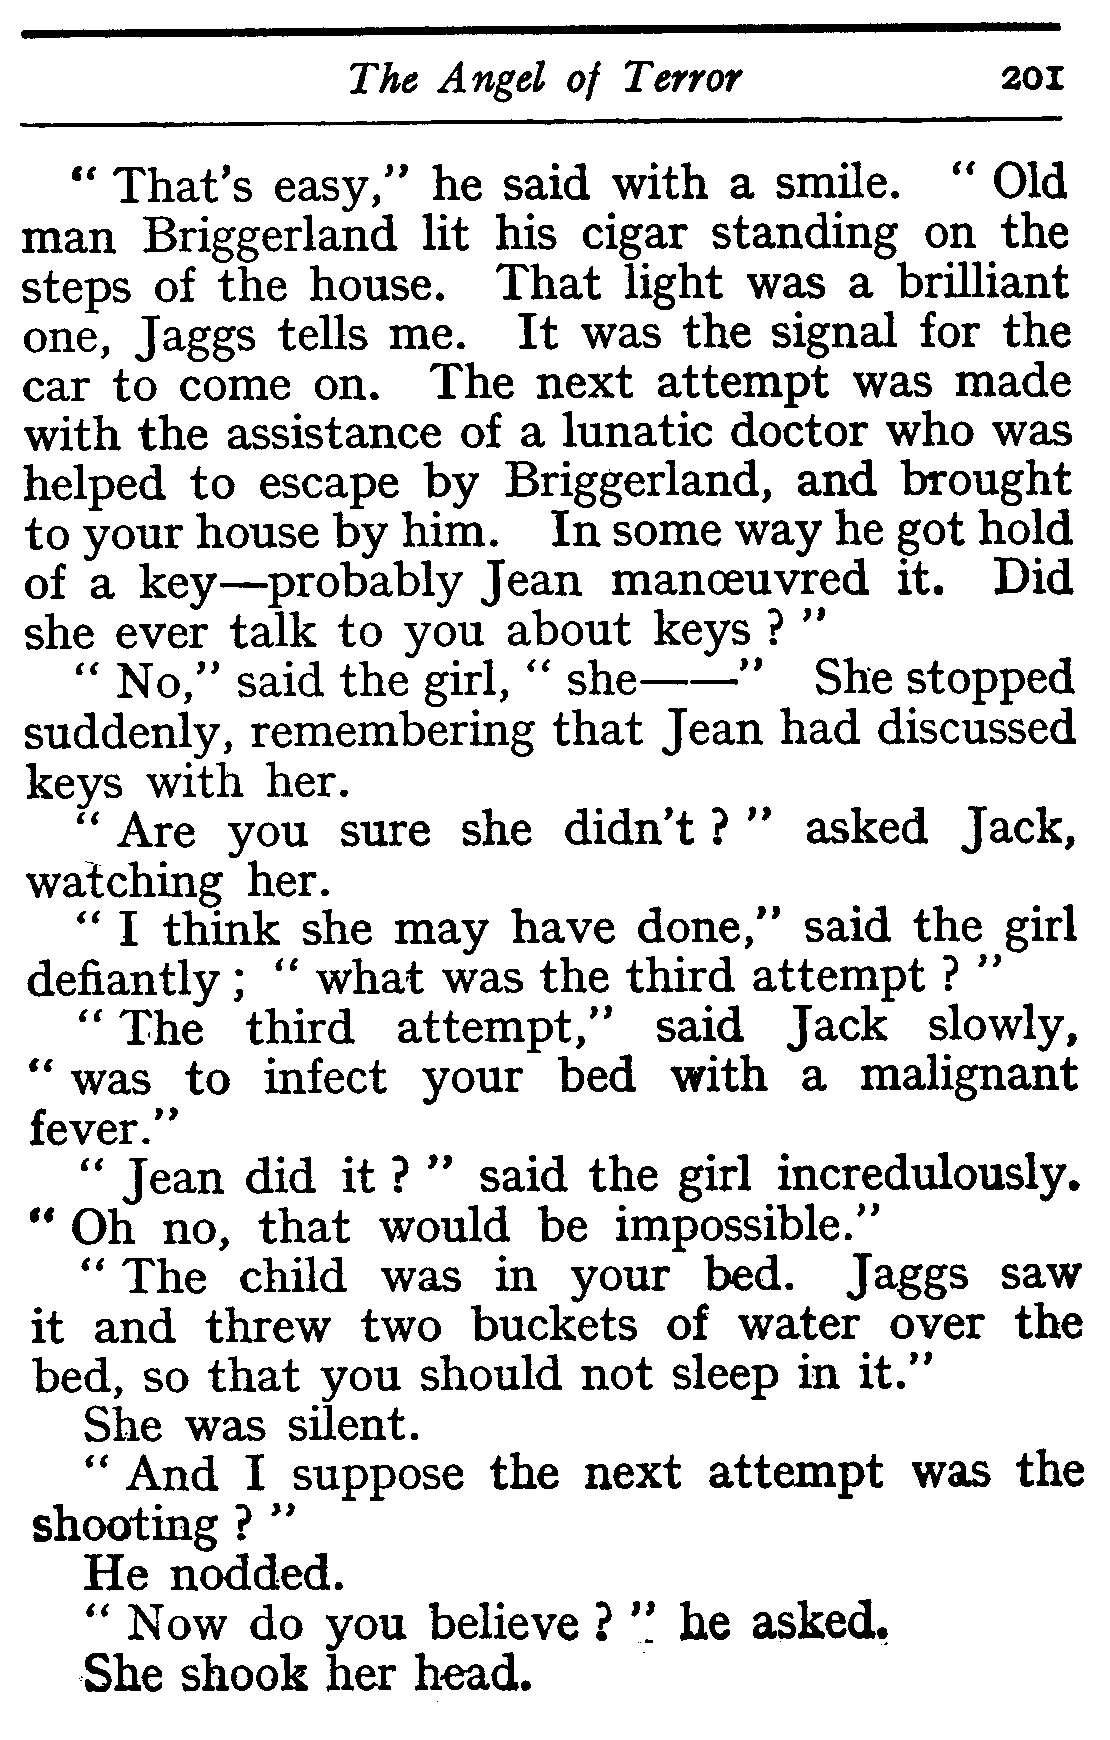 The Angel of Terror 201
“ That's easy,” he said with a smile. “ Old
man Briggerland lit his cigar standing on the
steps of the house. That light was a brilliant
one, Jaggs tells me. It was the signal for the
car to come on. The next attempt was made
with the assistance of a lunatic doctor who was
helped to escape by Briggerland, and brought
to your house by him. In some way he got hold
of a key—probably Jean manœuvred it. Did
she ever talk to you about keys ? ”
“ No,” said the girl, “ she——” She stopped
suddenly, remembering that Jean had discussed
keys with her.
“ Are you sure she didn't ? ” asked Jack,
watching her.
“ I think she may have done,” said the girl
defiantly ; “ what was the third attempt ? ”
“ The third attempt,” said Jack slowly,
“ was to infect your bed with a malignant
fever.”
“ Jean did it ? ” said the girl incredulously.
“ Oh no, that would be impossible.”
“ The child was in your bed. Jaggs saw
it and threw two buckets of water over the
bed, so that you should not sleep in it.”
She was silent.
“ And I suppose the next attempt was the
shooting ? ”
He nodded.
“ Now do you believe ? ” he asked.
She shook her head.